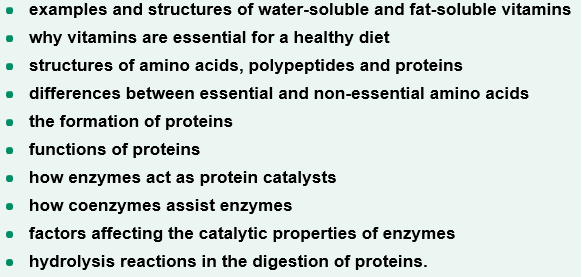 • examples and structures of water-soluble and fat-soluble vitamins
• why vitamins are essential for a healthy diet
• structures of amino acids, polypeptides and proteins
• differences between essential and non-essential amino acids
• the formation of proteins
• functions of proteins
• how enzymes act as protein catalysts
• how coenzymes assist enzymes
• factors affecting the catalytic properties of enzymes
• hydrolysis reactions in the digestion of proteins.